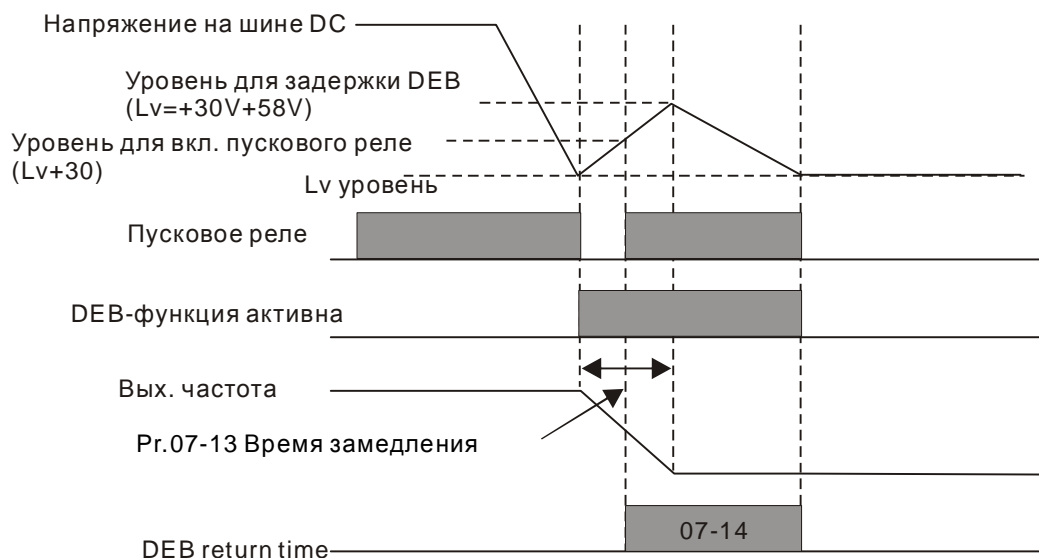 Напряжение на шине DC
Уровень для задержки DEB
(Lv=+30V+58V)
Уровень для вкл. пускового реле
(Lv+30)
Lv уровень
Пусковое реле
DEB-функция активна
Вых. частота
Pr.07-13 Время замедления
07-14
DEB return time